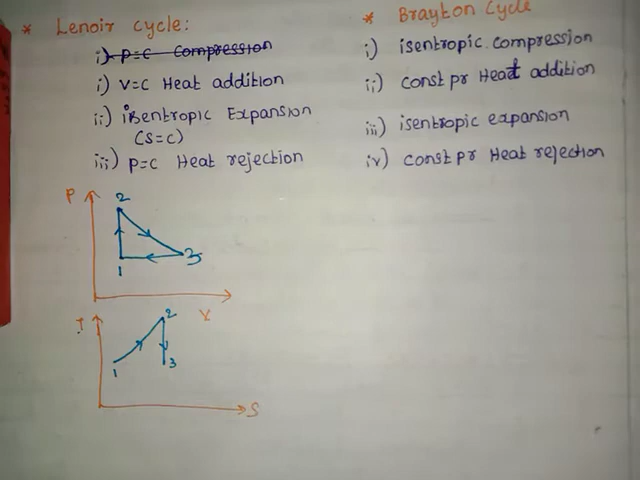 * Lenoir Cycle:
i) p=c Compression
i) V=C Heat addition
ii) isentropic Expansion
(S=C)
iii) p=c Heat rejection
* Brayton Cycle
i) isentropic compression
ii) const pr Heat addition
iii) isentropic expansion
iv) const pr Heat rejection
P
2
1
3
V
T
2
1
3
S